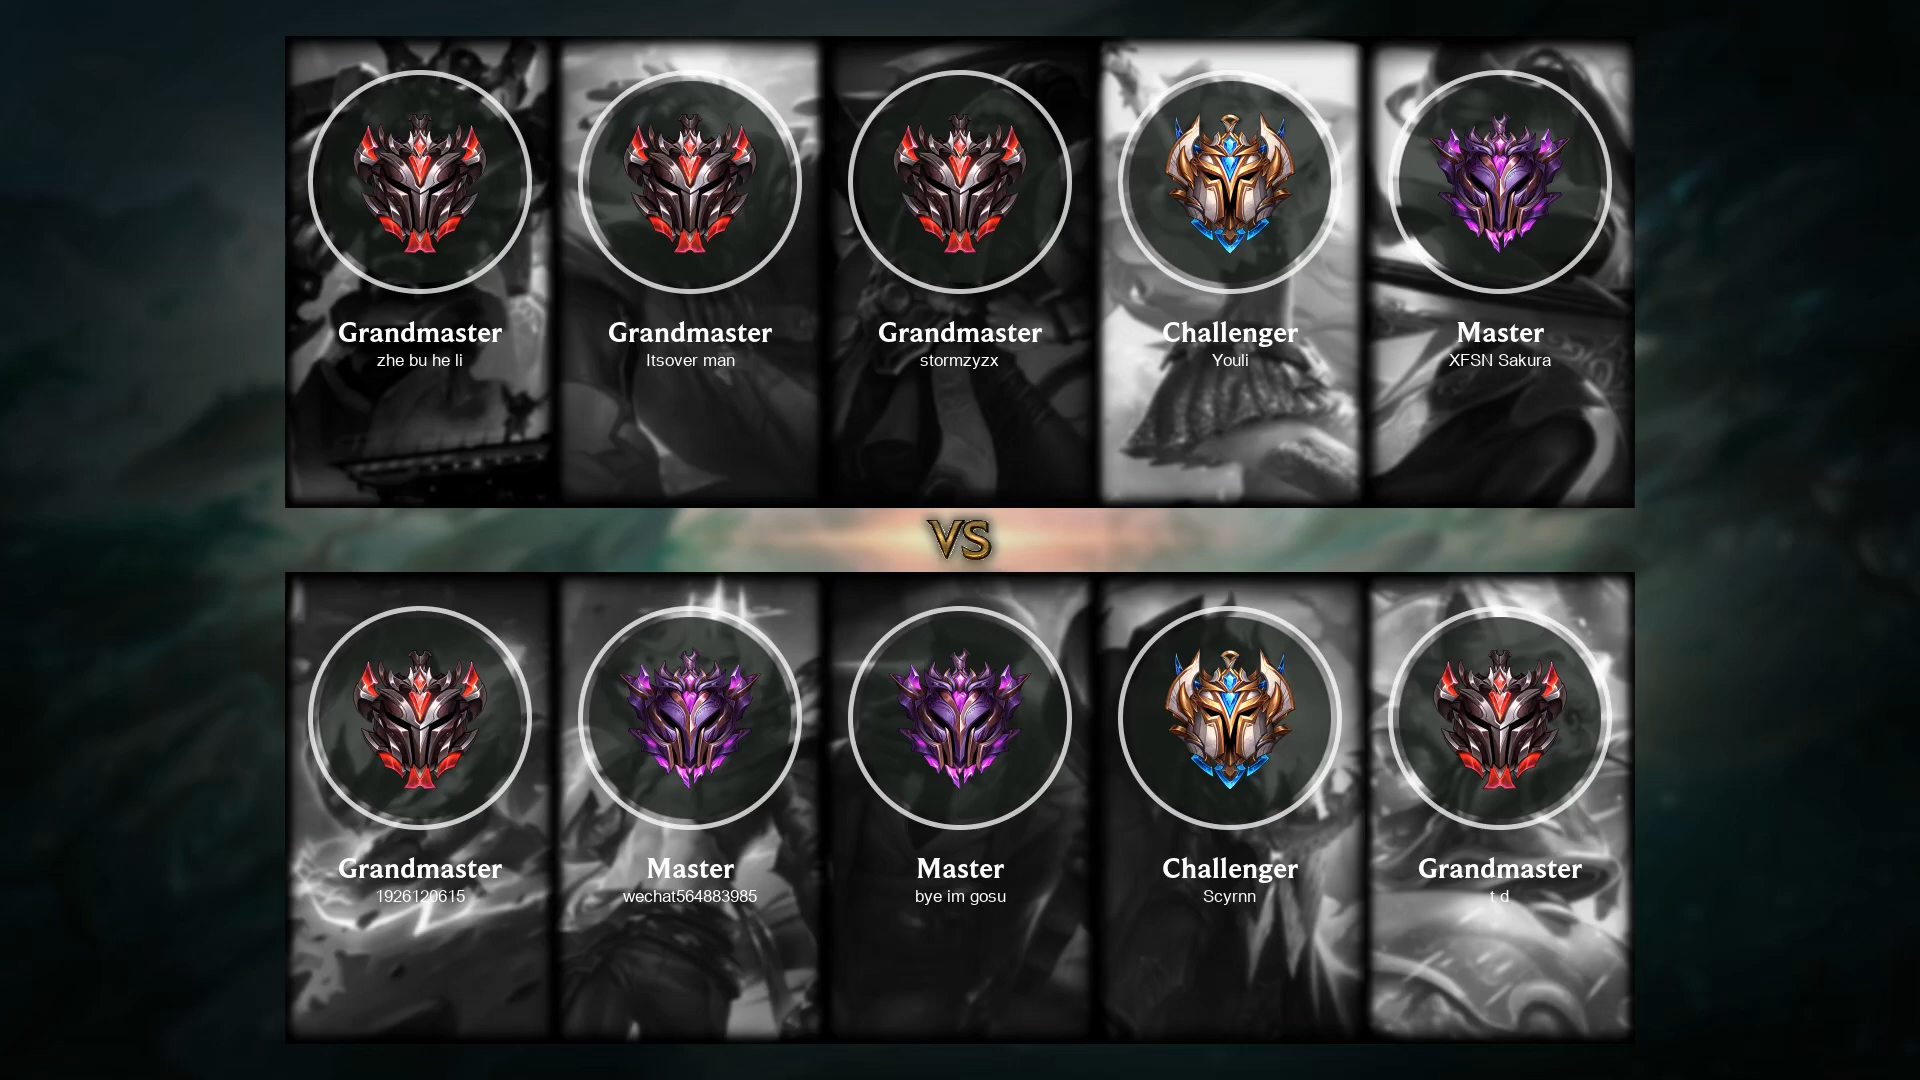 Grandmaster
zhe bu he li
Grandmaster
Itsover man
Grandmaster
stormzyzx
Challenger
Youli
Master
XFSN Sakura
VS
Grandmaster
1926120615
Master
wechat564883985
Master
bye im gosu
Challenger
Scyrnn
Grandmaster
t d